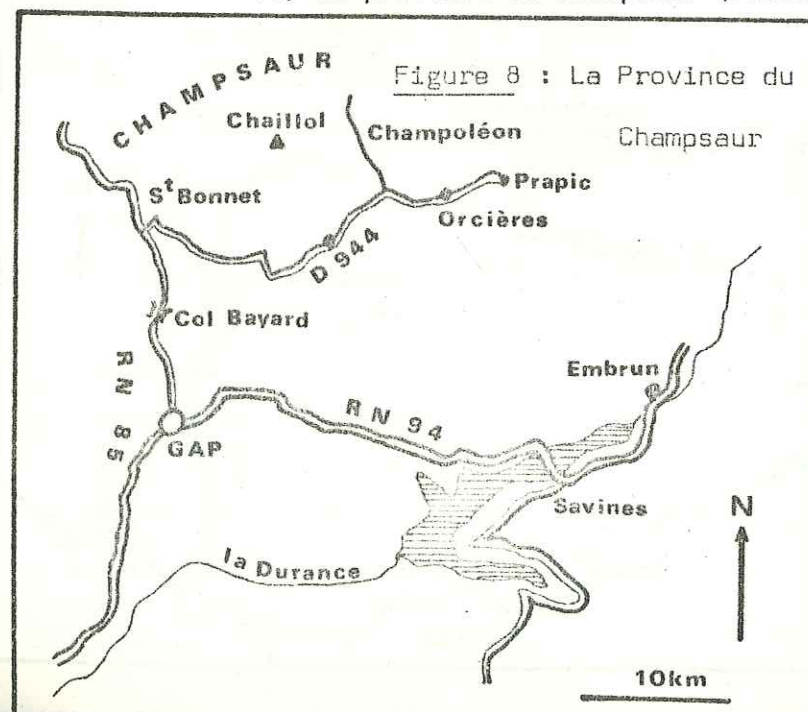 Figure 8 : La Province du
Champsaur
CHAMPSAUR
Chaillol
Champoléon
St Bonnet
Prapic
Orcières
D 944
Col Bayard
Embrun
RN 85
RN 94
GAP
Savines
N
la Durance
10km